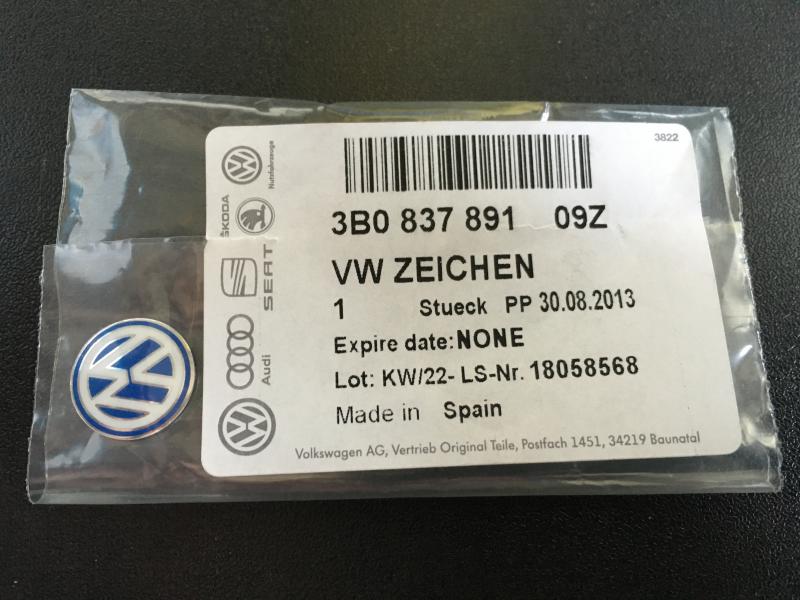 3822
3B0 837 891 09Z
VW ZEICHEN
1 Stueck PP 30.08.2013
Expire date:NONE
Lot: KW/22- LS-Nr. 18058568
Made in Spain
Volkswagen AG, Vertrieb Original Teile, Postfach 1451, 34219 Baunatal
Nutzfahrzeuge
ŠKODA
SEAT
Audi